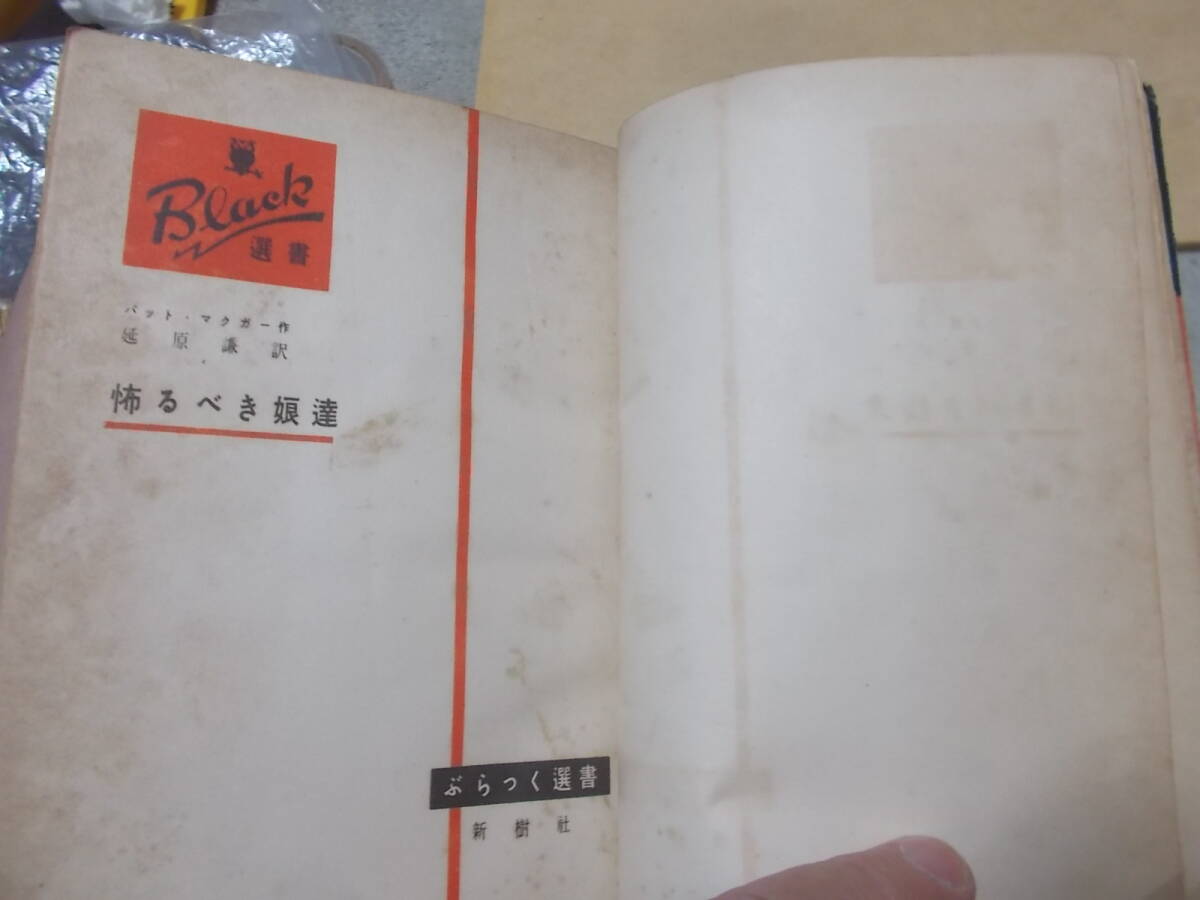 Black
選書
パット・マクガー作
延原謙訳
怖るべき娘達
ぶらっく選書
新樹社